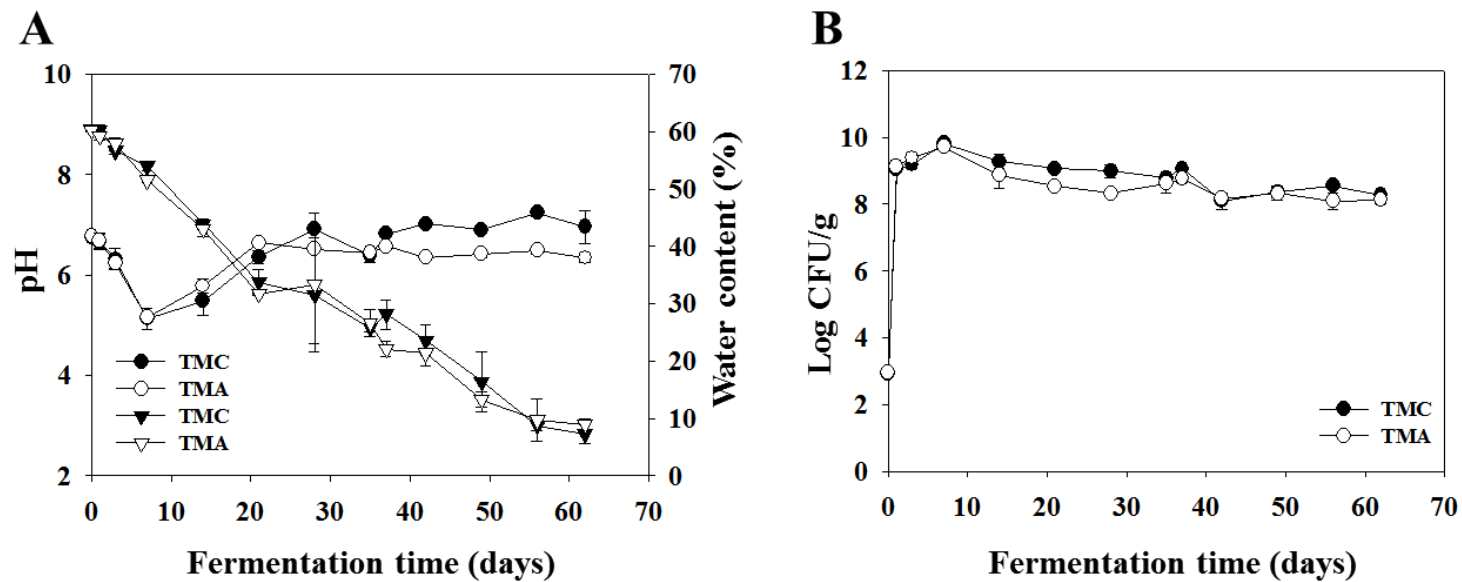 A
10
8
6
4
2
pH
70
60
50
40
30
20
10
0
Water content (%)
TMC
TMA
TMC
TMA
0 10 20 30 40 50 60 70
Fermentation time (days)
B
12
10
8
6
4
2
0
Log CFU/g
TMC
TMA
0 10 20 30 40 50 60 70
Fermentation time (days)